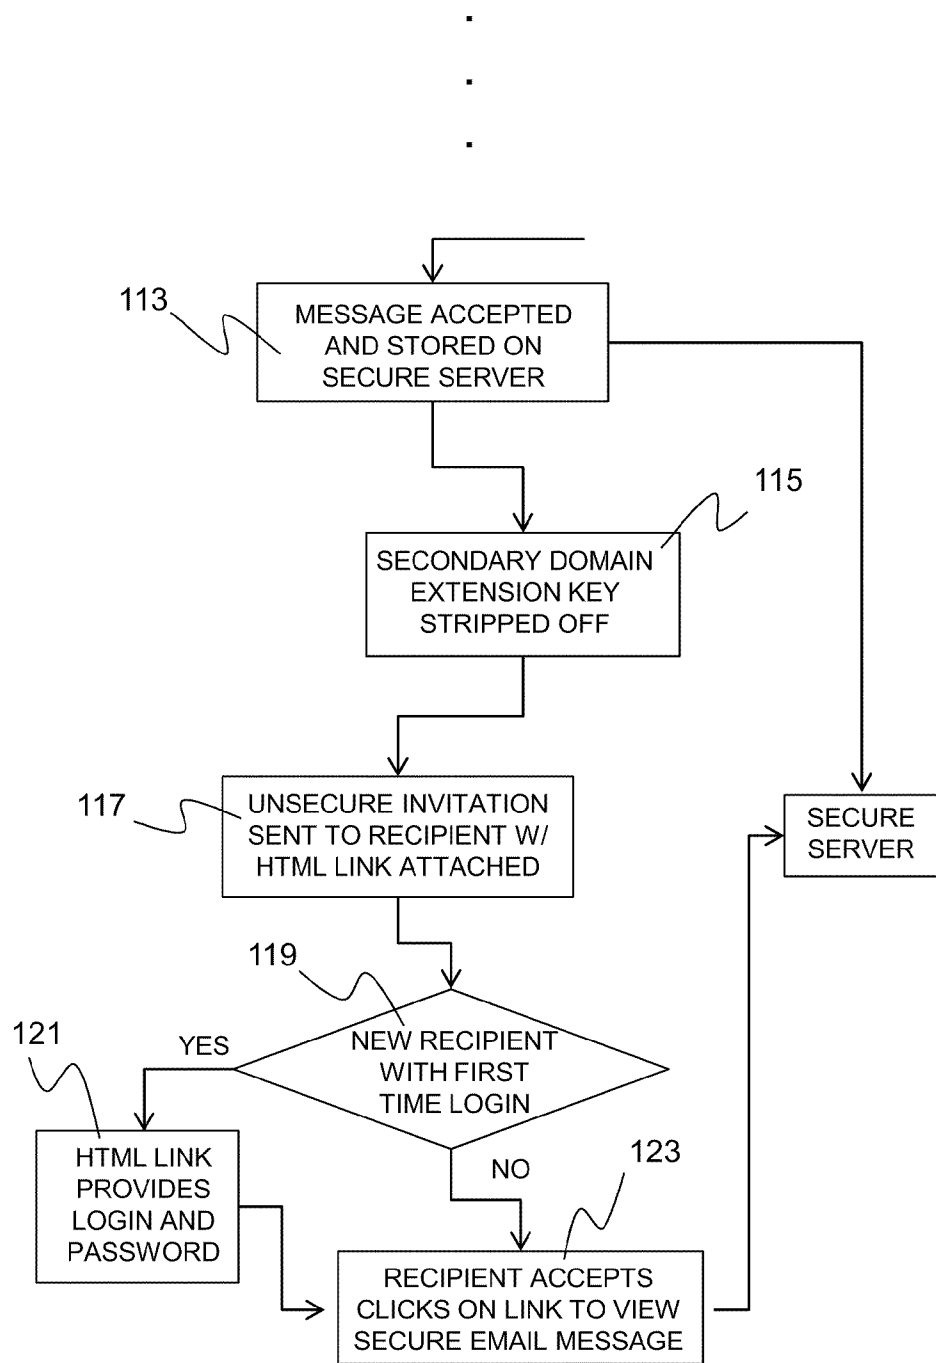 113
MESSAGE ACCEPTED
AND STORED ON
SECURE SERVER
115
SECONDARY DOMAIN
EXTENSION KEY
STRIPPED OFF
117
UNSECURE INVITATION
SENT TO RECIPIENT W/
HTML LINK ATTACHED
SECURE
SERVER
119
NEW RECIPIENT
WITH FIRST
TIME LOGIN
YES
121
HTML LINK
PROVIDES
LOGIN AND
PASSWORD
NO
123
RECIPIENT ACCEPTS
CLICKS ON LINK TO VIEW
SECURE EMAIL MESSAGE